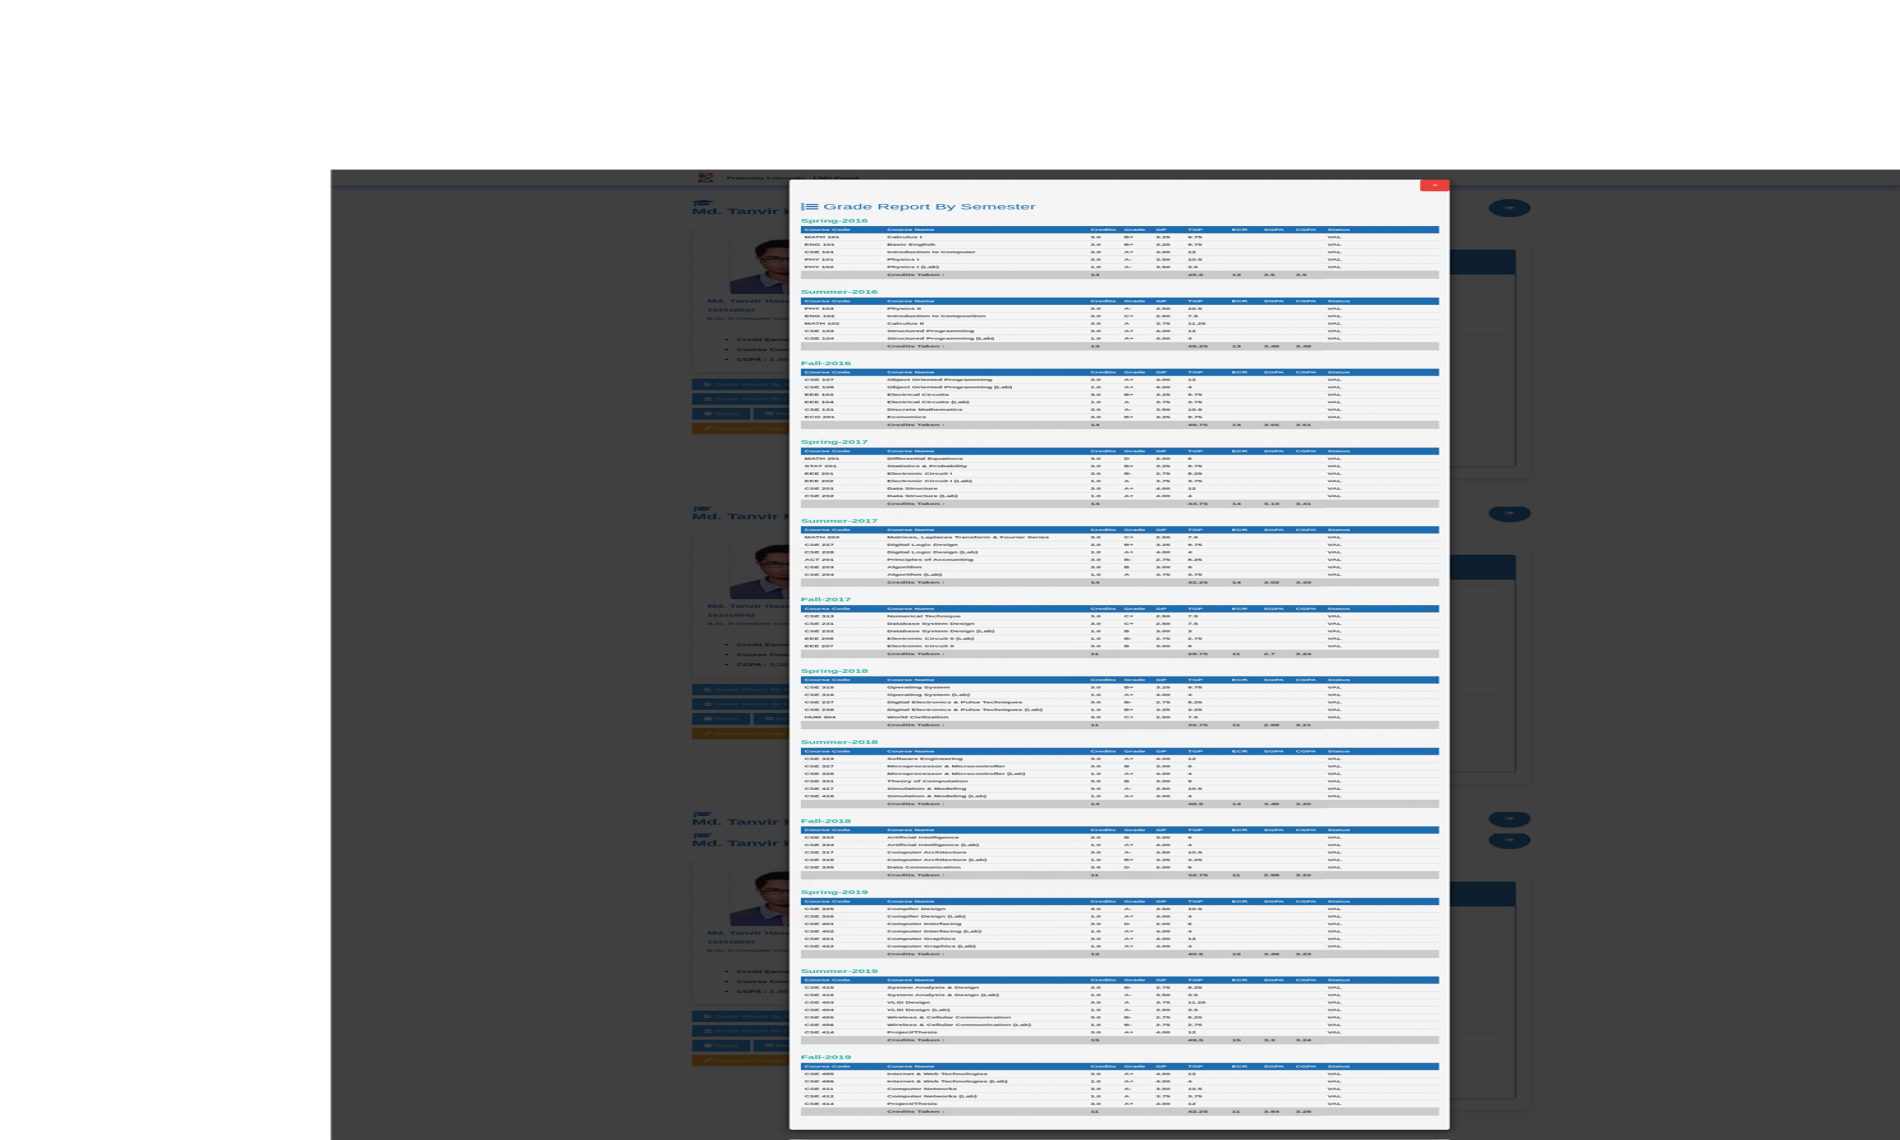 Grade Report By Semester
Spring-2016
Course Code Course Name Credits Grade GP TGP ECR SGPA CGPA Status
MATH 101 Calculus I 3.0 B+ 3.25 9.75 VAL
ENG 101 Basic English 3.0 B+ 3.25 9.75 VAL
CSE 101 Introduction to Computer 3.0 A+ 4.00 12 VAL
PHY 101 Physics I 3.0 A- 3.50 10.5 VAL
PHY 102 Physics I (Lab) 1.0 A- 3.50 3.5 VAL
Credits Taken : 13 45.5 13 3.5 3.5
Summer-2016
Course Code Course Name Credits Grade GP TGP ECR SGPA CGPA Status
PHY 103 Physics II 3.0 A- 3.50 10.5 VAL
ENG 102 Introduction to Composition 3.0 C+ 2.50 7.5 VAL
MATH 102 Calculus II 3.0 A 3.75 11.25 VAL
CSE 103 Structured Programming 3.0 A+ 4.00 12 VAL
CSE 104 Structured Programming (Lab) 1.0 A+ 4.00 4 VAL
Credits Taken : 13 45.25 13 3.48 3.49
Fall-2016
Course Code Course Name Credits Grade GP TGP ECR SGPA CGPA Status
CSE 107 Object Oriented Programming 3.0 A+ 4.00 12 VAL
CSE 108 Object Oriented Programming (Lab) 1.0 A+ 4.00 4 VAL
EEE 103 Electrical Circuits 3.0 B+ 3.25 9.75 VAL
EEE 104 Electrical Circuits (Lab) 1.0 A 3.75 3.75 VAL
CSE 131 Discrete Mathematics 3.0 A- 3.50 10.5 VAL
ECO 201 Economics 3.0 B+ 3.25 9.75 VAL
Credits Taken : 14 49.75 14 3.55 3.51
Spring-2017
Course Code Course Name Credits Grade GP TGP ECR SGPA CGPA Status
MATH 201 Differential Equations 3.0 D 2.00 6 VAL
STAT 201 Statistics & Probability 3.0 B+ 3.25 9.75 VAL
EEE 201 Electronic Circuit I 3.0 B- 2.75 8.25 VAL
EEE 202 Electronic Circuit I (Lab) 1.0 A 3.75 3.75 VAL
CSE 201 Data Structure 3.0 A+ 4.00 12 VAL
CSE 202 Data Structure (Lab) 1.0 A+ 4.00 4 VAL
Credits Taken : 14 43.75 14 3.13 3.41
Summer-2017
Course Code Course Name Credits Grade GP TGP ECR SGPA CGPA Status
MATH 203 Matrices, Laplaces Transform & Fourier Series 3.0 C+ 2.50 7.5 VAL
CSE 227 Digital Logic Design 3.0 B+ 3.25 9.75 VAL
CSE 228 Digital Logic Design (Lab) 1.0 A+ 4.00 4 VAL
ACT 201 Principles of Accounting 3.0 B- 2.75 8.25 VAL
CSE 203 Algorithm 3.0 B 3.00 9 VAL
CSE 204 Algorithm (Lab) 1.0 A 3.75 3.75 VAL
Credits Taken : 14 42.25 14 3.02 3.33
Fall-2017
Course Code Course Name Credits Grade GP TGP ECR SGPA CGPA Status
CSE 313 Numerical Technique 3.0 C+ 2.50 7.5 VAL
CSE 231 Database System Design 3.0 C+ 2.50 7.5 VAL
CSE 232 Database System Design (Lab) 1.0 B 3.00 3 VAL
EEE 208 Electronic Circuit II (Lab) 1.0 B- 2.75 2.75 VAL
EEE 207 Electronic Circuit II 3.0 B 3.00 9 VAL
Credits Taken : 11 29.75 11 2.7 3.24
Spring-2018
Course Code Course Name Credits Grade GP TGP ECR SGPA CGPA Status
CSE 315 Operating System 3.0 B+ 3.25 9.75 VAL
CSE 316 Operating System (Lab) 1.0 A+ 4.00 4 VAL
CSE 237 Digital Electronics & Pulse Techniques 3.0 B- 2.75 8.25 VAL
CSE 238 Digital Electronics & Pulse Techniques (Lab) 1.0 B+ 3.25 3.25 VAL
HUM 304 World Civilization 3.0 C+ 2.50 7.5 VAL
Credits Taken : 11 32.75 11 2.98 3.21
Summer-2018
Course Code Course Name Credits Grade GP TGP ECR SGPA CGPA Status
CSE 323 Software Engineering 3.0 A+ 4.00 12 VAL
CSE 327 Microprocessor & Microcontroller 3.0 B 3.00 9 VAL
CSE 328 Microprocessor & Microcontroller (Lab) 1.0 A+ 4.00 4 VAL
CSE 331 Theory of Computation 3.0 B 3.00 9 VAL
CSE 417 Simulation & Modeling 3.0 A- 3.50 10.5 VAL
CSE 418 Simulation & Modeling (Lab) 1.0 A+ 4.00 4 VAL
Credits Taken : 14 48.5 14 3.46 3.25
Fall-2018
Course Code Course Name Credits Grade GP TGP ECR SGPA CGPA Status
CSE 333 Artificial Intelligence 3.0 B 3.00 9 VAL
CSE 334 Artificial Intelligence (Lab) 1.0 A+ 4.00 4 VAL
CSE 317 Computer Architecture 3.0 A- 3.50 10.5 VAL
CSE 318 Computer Architecture (Lab) 1.0 B+ 3.25 3.25 VAL
CSE 335 Data Communication 3.0 D 2.00 6 VAL
Credits Taken : 11 32.75 11 2.98 3.22
Spring-2019
Course Code Course Name Credits Grade GP TGP ECR SGPA CGPA Status
CSE 325 Compiler Design 3.0 A- 3.50 10.5 VAL
CSE 326 Compiler Design (Lab) 1.0 A+ 4.00 4 VAL
CSE 401 Computer Interfacing 3.0 D 2.00 6 VAL
CSE 402 Computer Interfacing (Lab) 1.0 A+ 4.00 4 VAL
CSE 421 Computer Graphics 3.0 A+ 4.00 12 VAL
CSE 422 Computer Graphics (Lab) 1.0 A+ 4.00 4 VAL
Credits Taken : 12 40.5 12 3.38 3.23
Summer-2019
Course Code Course Name Credits Grade GP TGP ECR SGPA CGPA Status
CSE 415 System Analysis & Design 3.0 B- 2.75 8.25 VAL
CSE 416 System Analysis & Design (Lab) 1.0 A- 3.50 3.5 VAL
CSE 403 VLSI Design 3.0 A 3.75 11.25 VAL
CSE 404 VLSI Design (Lab) 1.0 A- 3.50 3.5 VAL
CSE 455 Wireless & Cellular Communication 3.0 B- 2.75 8.25 VAL
CSE 456 Wireless & Cellular Communication (Lab) 1.0 B- 2.75 2.75 VAL
CSE 414 Project/Thesis 3.0 A+ 4.00 12 VAL
Credits Taken : 15 49.5 15 3.3 3.24
Fall-2019
Course Code Course Name Credits Grade GP TGP ECR SGPA CGPA Status
CSE 485 Internet & Web Technologies 3.0 A+ 4.00 12 VAL
CSE 486 Internet & Web Technologies (Lab) 1.0 A+ 4.00 4 VAL
CSE 411 Computer Networks 3.0 A- 3.50 10.5 VAL
CSE 412 Computer Networks (Lab) 1.0 A 3.75 3.75 VAL
CSE 414 Project/Thesis 3.0 A+ 4.00 12 VAL
Credits Taken : 11 42.25 11 3.84 3.28
Md. Tanvir
Md. Tanvir
Md. Tanvir
Md. Tanvir